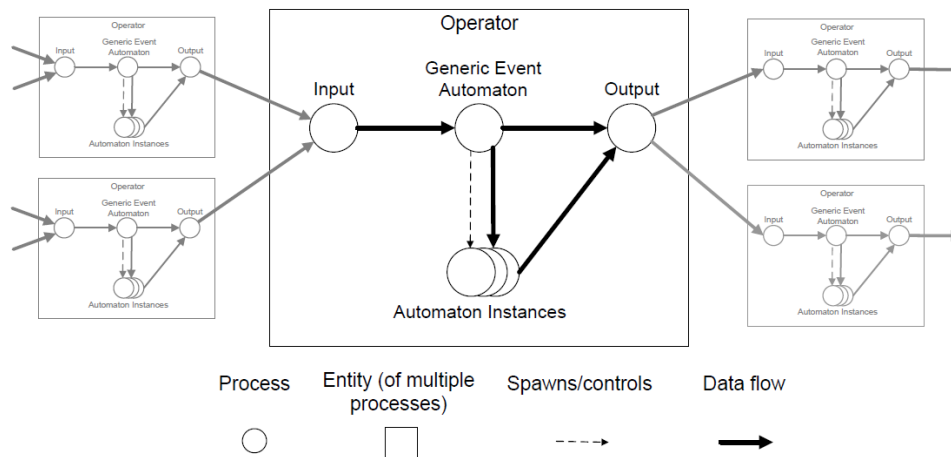 Operator
Input
Generic Event
Automaton
Output
Automaton Instances
Operator
Input
Generic Event
Automaton
Output
Automaton Instances
Operator
Input
Generic Event
Automaton
Output
Automaton Instances
Operator
Input
Generic Event
Automaton
Output
Automaton Instances
Operator
Input
Generic Event
Automaton
Output
Automaton Instances
Process
Entity (of multiple
processes)
Spawns/controls
Data flow